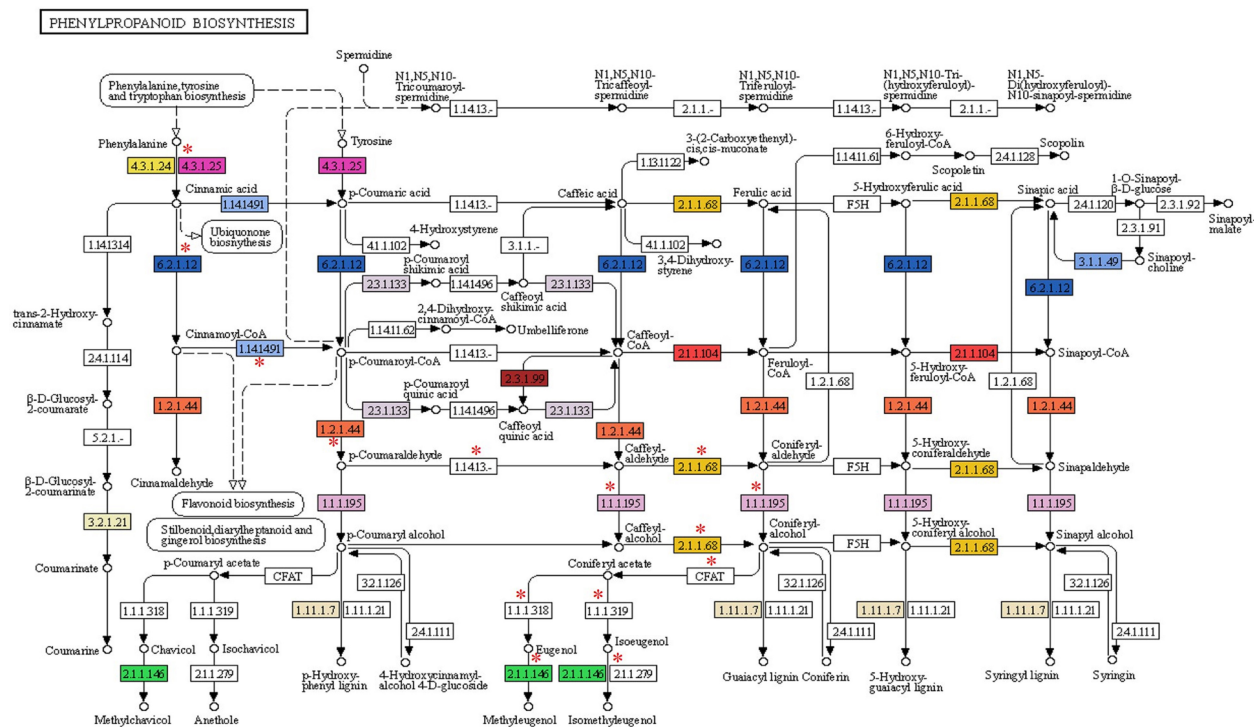 PHENYLPROPANOID BIOSYNTHESIS
Spermidine
Phenylalanine, tyrosine
and tryptophan biosynthesis
N1,N5,N10-
Tricoumaroyl-
spermidine
1.14.13.-
N1,N5,N10-
Tricaffeoyl
-spermidine
2.1.1.-
N1,N5,N10-
Triferuloyl-
spermidine
1.14.13.-
N1,N5,N10-Tri-
(hydroxyferuloyl)-
spermidine
2.1.1.-
N1,N5-
Di(hydroxyferuloyl)-
N10-sinapoyl-spermidine
Phenylalanine
*
4.3.1.24
4.3.1.25
Tyrosine
4.3.1.25
3-(2-Carboxyethenyl)-
cis,cis-muconate
1.13.11.22
1.14.11.61
6-Hydroxy-
feruloyl-CoA
Scopoletin
2.4.1.128
Scopolin
Cinnamic acid
1.14.14.91
p-Coumaric acid
1.14.13.-
Caffeic acid
2.1.1.68
Ferulic acid
F5H
5-Hydroxyferulic acid
2.1.1.68
Sinapic acid
2.4.1.120
1-O-Sinapoyl-
β-D-glucose
2.3.1.92
Sinapoyl-
malate
2.3.1.91
3.1.1.49
Sinapoyl-
choline
1.14.13.14
Ubiquonone
biosnythesis
*
4.1.1.102
4-Hydroxystyrene
3.1.1.-
4.1.1.102
3,4-Dihydroxy-
styrene
6.2.1.12
6.2.1.12
6.2.1.12
6.2.1.12
6.2.1.12
6.2.1.12
p-Coumaroyl
shikimic acid
2.3.1.133
1.14.14.96
Caffeoyl
shikimic acid
2.3.1.133
trans-2-Hydroxy-
cinnamate
2.4.1.114
Cinnamoyl-CoA
1.14.14.91
*
1.14.11.62
2,4-Dihydroxy-
cinnamoyl-CoA
Umbelliferone
p-Coumaroyl-CoA
1.14.13.-
Caffeoyl-
CoA
2.1.1.104
Feruloyl-
CoA
5-Hydroxy-
feruloyl-CoA
2.1.1.104
Sinapoyl-CoA
2.3.1.99
1.2.1.68
1.2.1.68
p-Coumaroyl
quinic acid
2.3.1.133
1.14.14.96
Caffeoyl
quinic acid
2.3.1.133
β-D-Glucosyl-
2-coumarate
5.2.1.-
1.2.1.44
1.2.1.44
*
1.2.1.44
1.2.1.44
1.2.1.44
1.2.1.44
Cinnamaldehyde
p-Coumaraldehyde
1.14.13.-
*
Caffeyl-
aldehyde
2.1.1.68
*
Coniferyl-
aldehyde
F5H
5-Hydroxy-
coniferaldehyde
2.1.1.68
Sinapaldehyde
β-D-Glucosyl-
2-coumarinate
3.2.1.21
Flavonoid biosynthesis
Stilbenoid,diarylheptanoid and
gingerol biosynthesis
1.1.1.195
*
1.1.1.195
*
1.1.1.195
1.1.1.195
1.1.1.195
p-Coumaryl alcohol
Caffeyl-
alcohol
*
2.1.1.68
Coniferyl-
alcohol
F5H
5-Hydroxy-
coniferyl alcohol
2.1.1.68
Sinapyl alcohol
Coumarinate
p-Coumaryl acetate
CFAT
Coniferyl acetate
CFAT
*
3.2.1.126
3.2.1.126
3.2.1.126
1.1.1.318
1.1.1.319
1.11.1.7
1.11.1.21
2.4.1.111
*
1.1.1.318
*
1.1.1.319
1.11.1.7
1.11.1.21
2.4.1.111
1.11.1.7
1.11.1.21
1.11.1.7
1.11.1.21
2.4.1.111
Coumarine
Chavicol
Isochavicol
Eugenol
Isoeugenol
2.1.1.146
2.1.1.279
*
2.1.1.146
*
2.1.1.146
2.1.1.279
p-Hydroxy-
phenyl lignin
4-Hydroxycinnamyl-
alcohol 4-D-glucoside
Guaiacyl lignin
Coniferin
5-Hydroxy-
guaiacyl lignin
Syringyl lignin
Syringin
Methylchavicol
Anethole
Methyleugenol
Isomethyleugenol